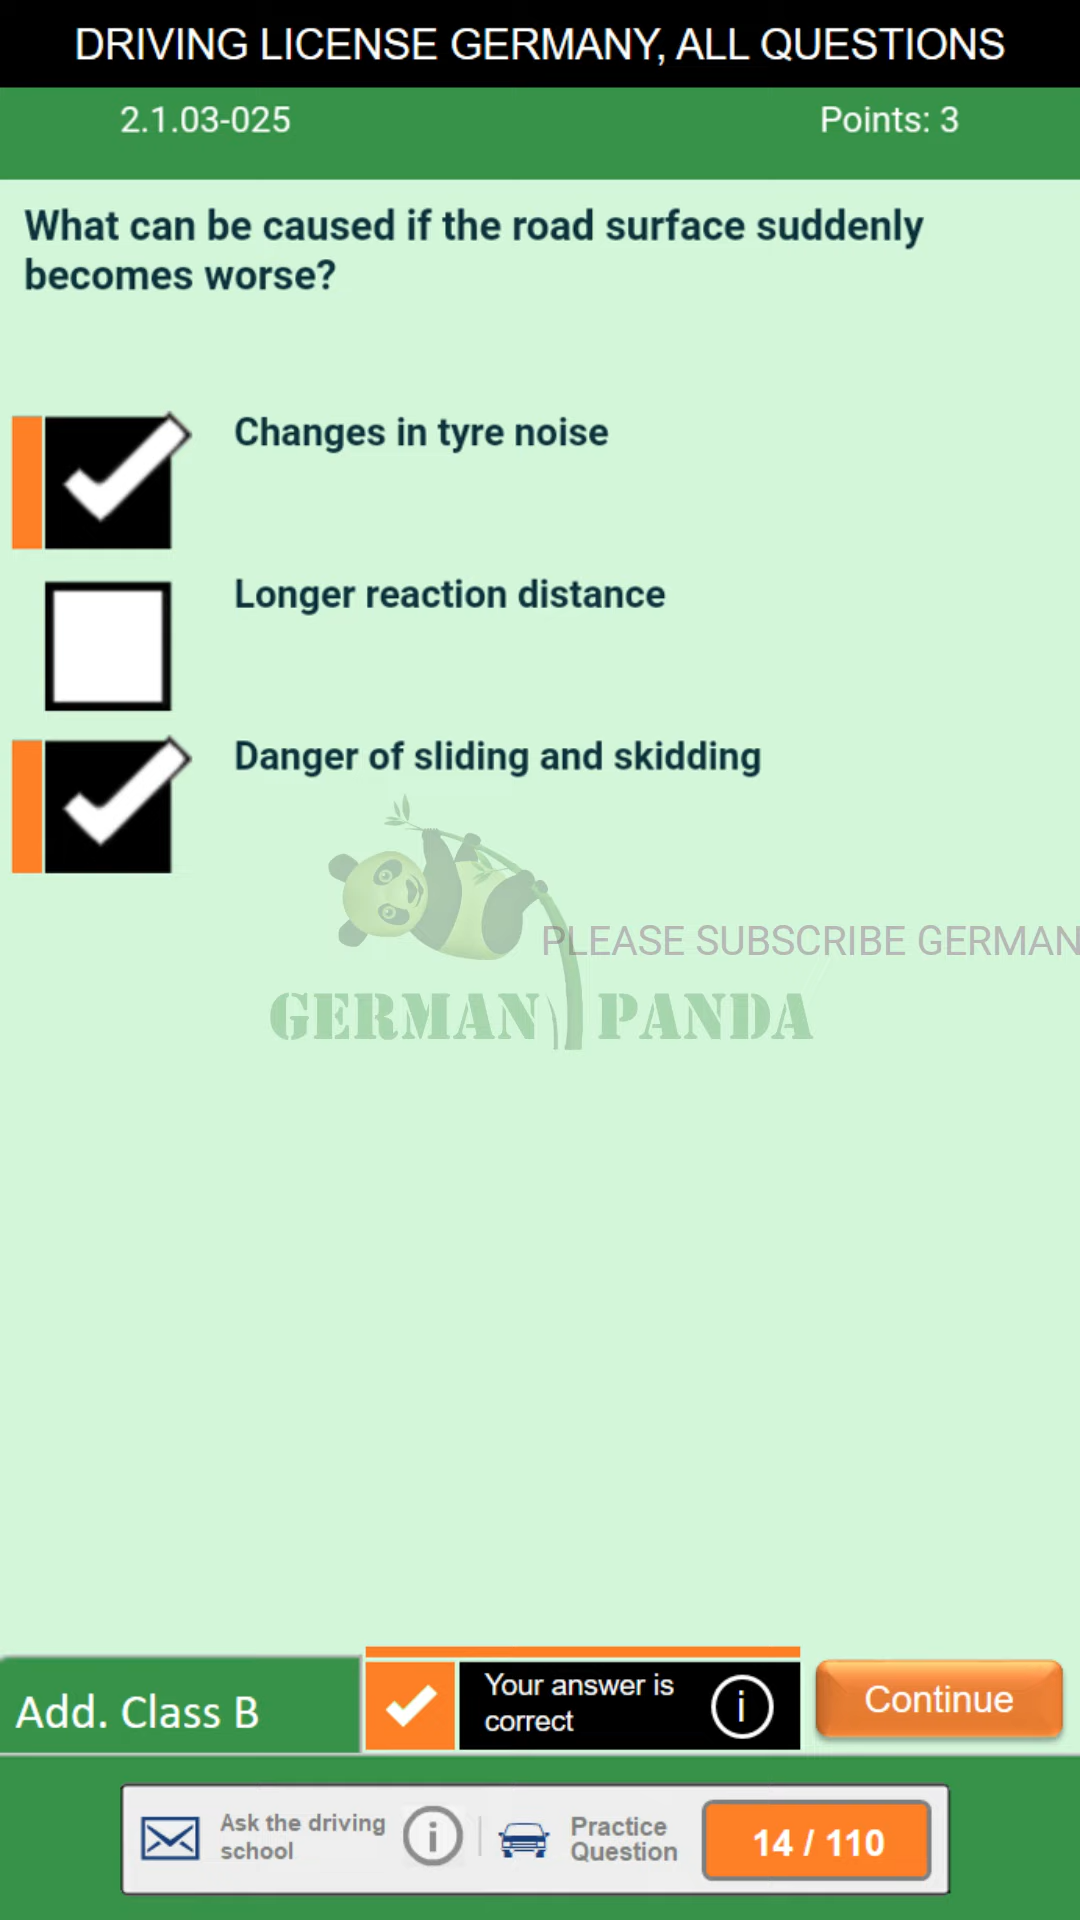 DRIVING LICENSE GERMANY, ALL QUESTIONS
2.1.03-025 Points: 3
What can be caused if the road surface suddenly
becomes worse?
Changes in tyre noise
Longer reaction distance
Danger of sliding and skidding
PLEASE SUBSCRIBE GERMAN
GERMAN PANDA
Add. Class B
Your answer is
correct
Continue
Ask the driving
school
Practice
Question
14 / 110